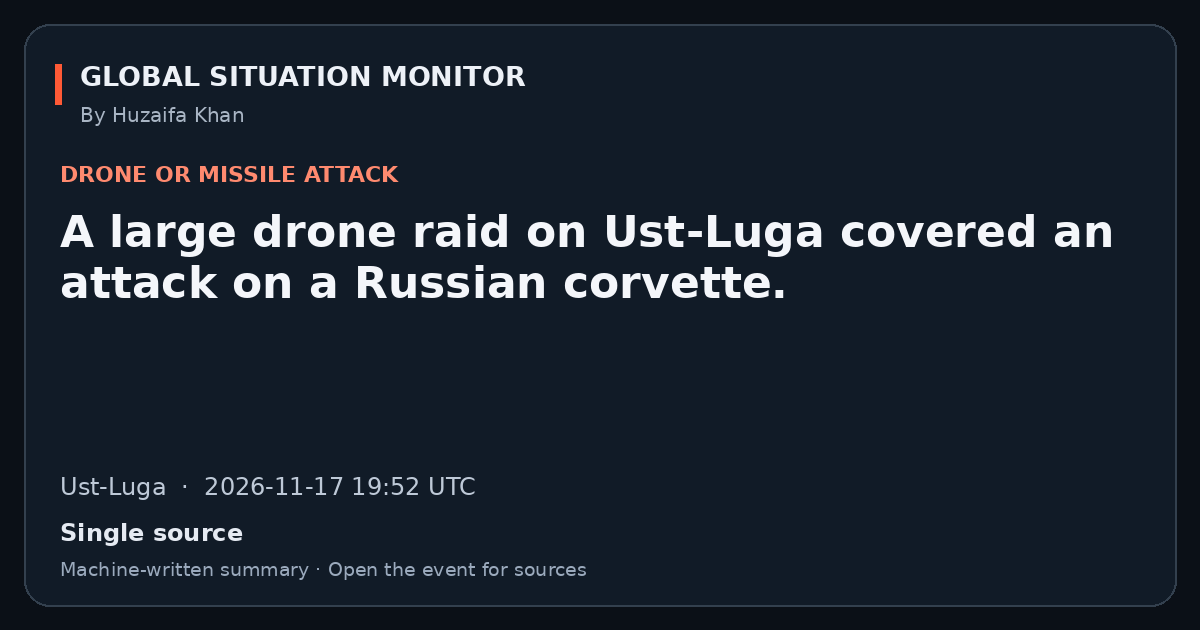 GLOBAL SITUATION MONITOR
By Huzaifa Khan
DRONE OR MISSILE ATTACK
A large drone raid on Ust-Luga covered an
attack on a Russian corvette.
Ust-Luga · 2026-11-17 19:52 UTC
Single source
Machine-written summary · Open the event for sources